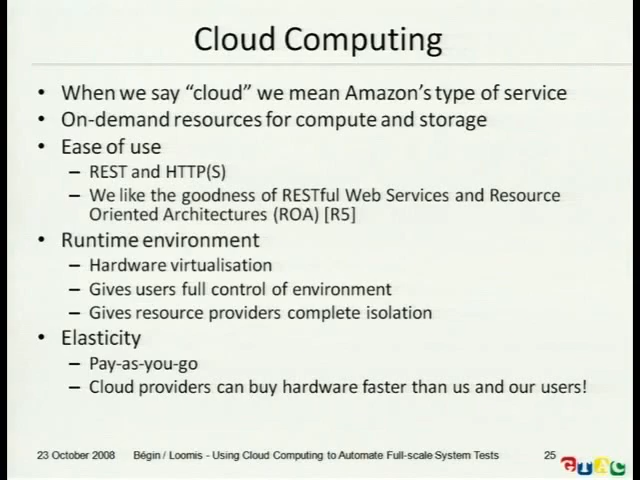 Cloud Computing
• When we say “cloud” we mean Amazon’s type of service
• On-demand resources for compute and storage
• Ease of use
– REST and HTTP(S)
– We like the goodness of RESTful Web Services and Resource
Oriented Architectures (ROA) [R5]
• Runtime environment
– Hardware virtualisation
– Gives users full control of environment
– Gives resource providers complete isolation
• Elasticity
– Pay-as-you-go
– Cloud providers can buy hardware faster than us and our users!
23 October 2008 Bégin / Loomis - Using Cloud Computing to Automate Full-scale System Tests 25
GTAC